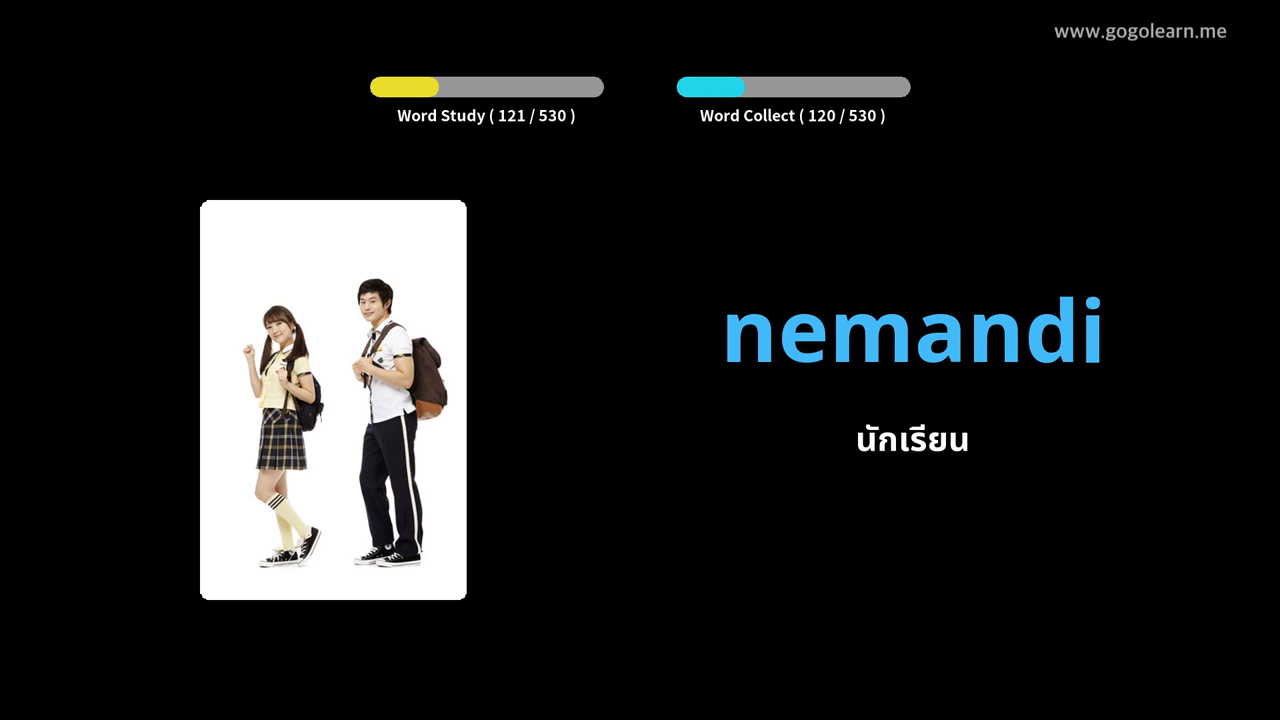 www.gogolearn.me
Word Study ( 121 / 530 )
Word Collect ( 120 / 530 )
nemandi
นักเรียน